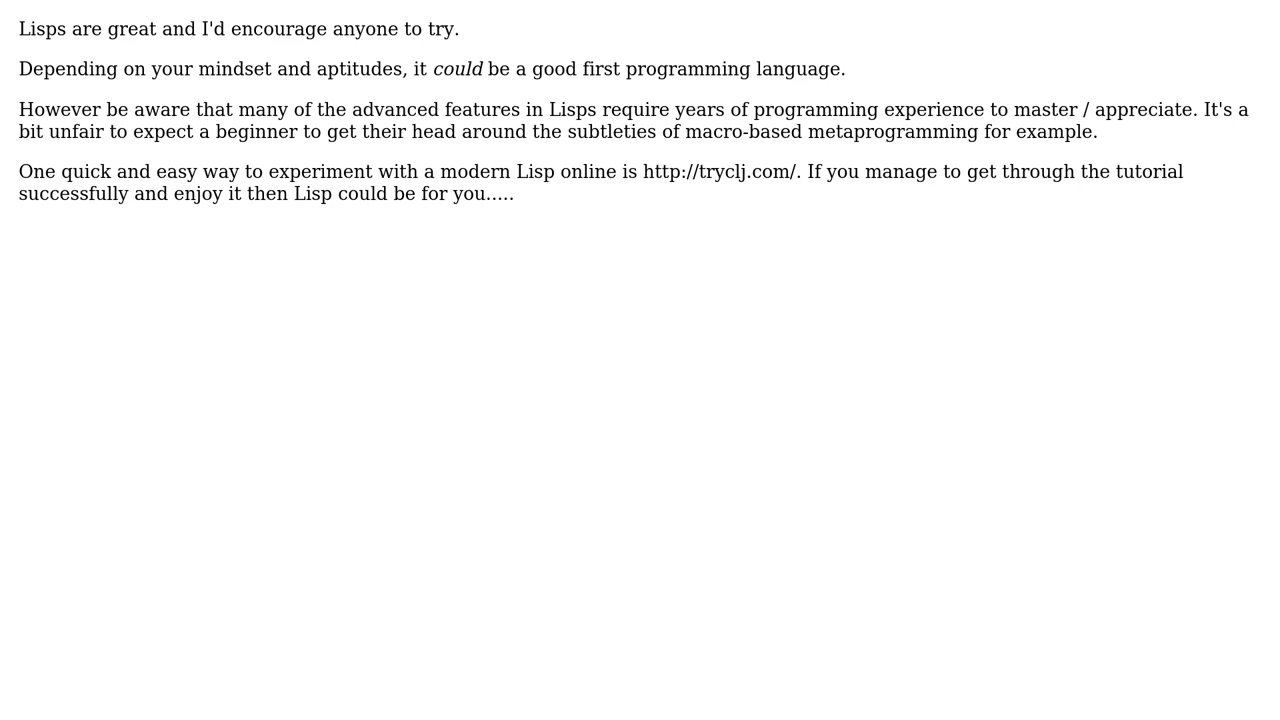 Lisps are great and I'd encourage anyone to try.
Depending on your mindset and aptitudes, it could be a good first programming language.
However be aware that many of the advanced features in Lisps require years of programming experience to master / appreciate. It's a
bit unfair to expect a beginner to get their head around the subtleties of macro-based metaprogramming for example.
One quick and easy way to experiment with a modern Lisp online is http://tryclj.com/. If you manage to get through the tutorial
successfully and enjoy it then Lisp could be for you.....